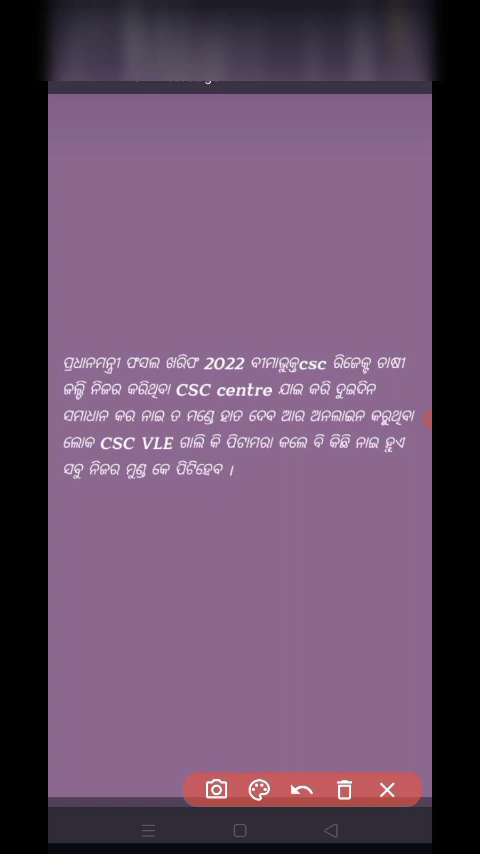 ପ୍ରଧାନମନ୍ତ୍ରୀ ଫସଲ ଖରିଫ 2022 ବୀମାଭୁକ୍ତcsc ରିଜେକ୍ଟ ଚାଷୀ
ଜଲ୍ଦି ନିଜର କରିଥିବା CSC centre ଯାଇ କରି ଦୁଇଦିନ
ସମାଧାନ କର ନାଇ ତ ମଣ୍ଡେ ହାତ ଦେବ ଆର ଅନଲାଇନ କରୁଥିବା
ଲୋକ CSC VLE ଗାଲି କି ପିଟାମରା କଲେ ବି କିଛି ନାଇ ହୁଏ
ସବୁ ନିଜର ମୁଣ୍ଡ କେ ପିଟିହେବ ।